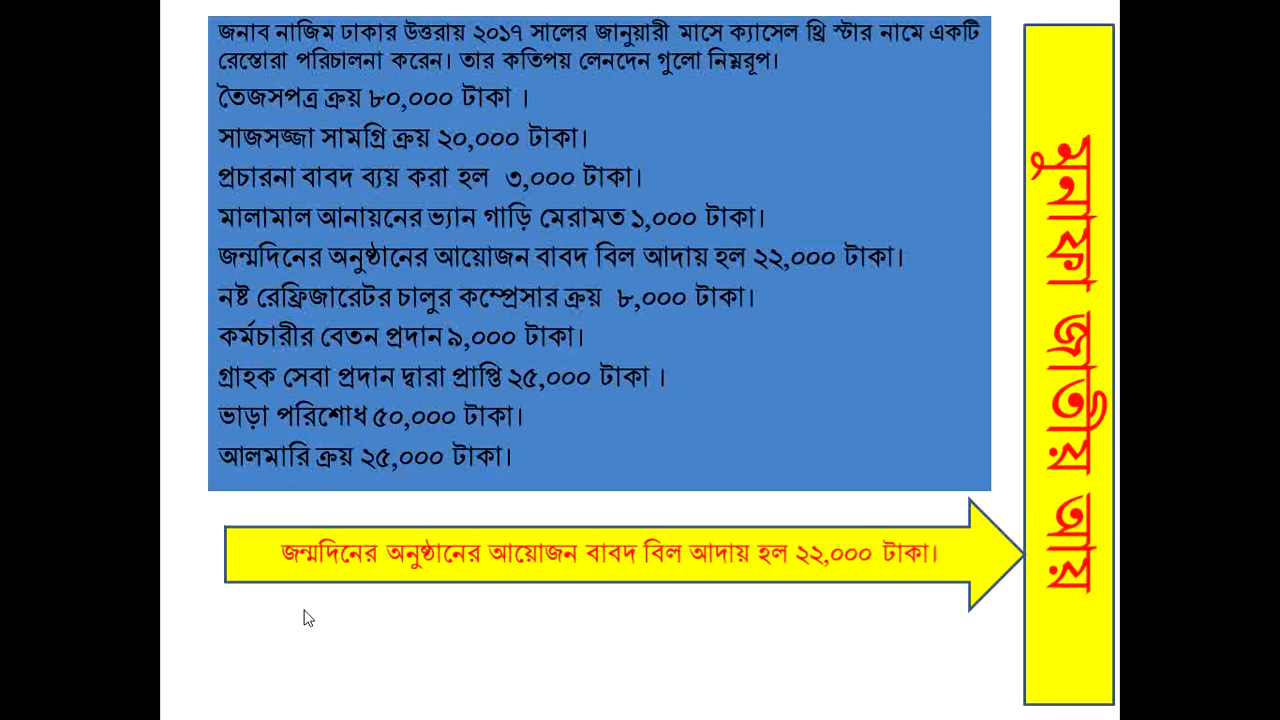 জনাব নাজিম ঢাকার উত্তরায় ২০১৭ সালের জানুয়ারী মাসে ক্যাসেল থ্রি স্টার নামে একটি
রেস্তোরা পরিচালনা করেন। তার কতিপয় লেনদেন গুলো নিম্নরূপ।
তৈজসপত্র ক্রয় ৮০,০০০ টাকা ।
সাজসজ্জা সামগ্রি ক্রয় ২০,০০০ টাকা।
প্রচারনা বাবদ ব্যয় করা হল ৩,০০০ টাকা।
মালামাল আনায়নের ভ্যান গাড়ি মেরামত ১,০০০ টাকা।
জন্মদিনের অনুষ্ঠানের আয়োজন বাবদ বিল আদায় হল ২২,০০০ টাকা।
নষ্ট রেফ্রিজারেটর চালুর কম্প্রেসার ক্রয় ৮,০০০ টাকা।
কর্মচারীর বেতন প্রদান ৯,০০০ টাকা।
গ্রাহক সেবা প্রদান দ্বারা প্রাপ্তি ২৫,০০০ টাকা ।
ভাড়া পরিশোধ ৫০,০০০ টাকা।
আলমারি ক্রয় ২৫,০০০ টাকা।
জন্মদিনের অনুষ্ঠানের আয়োজন বাবদ বিল আদায় হল ২২,০০০ টাকা।
মুনাফা জাতীয় আয়